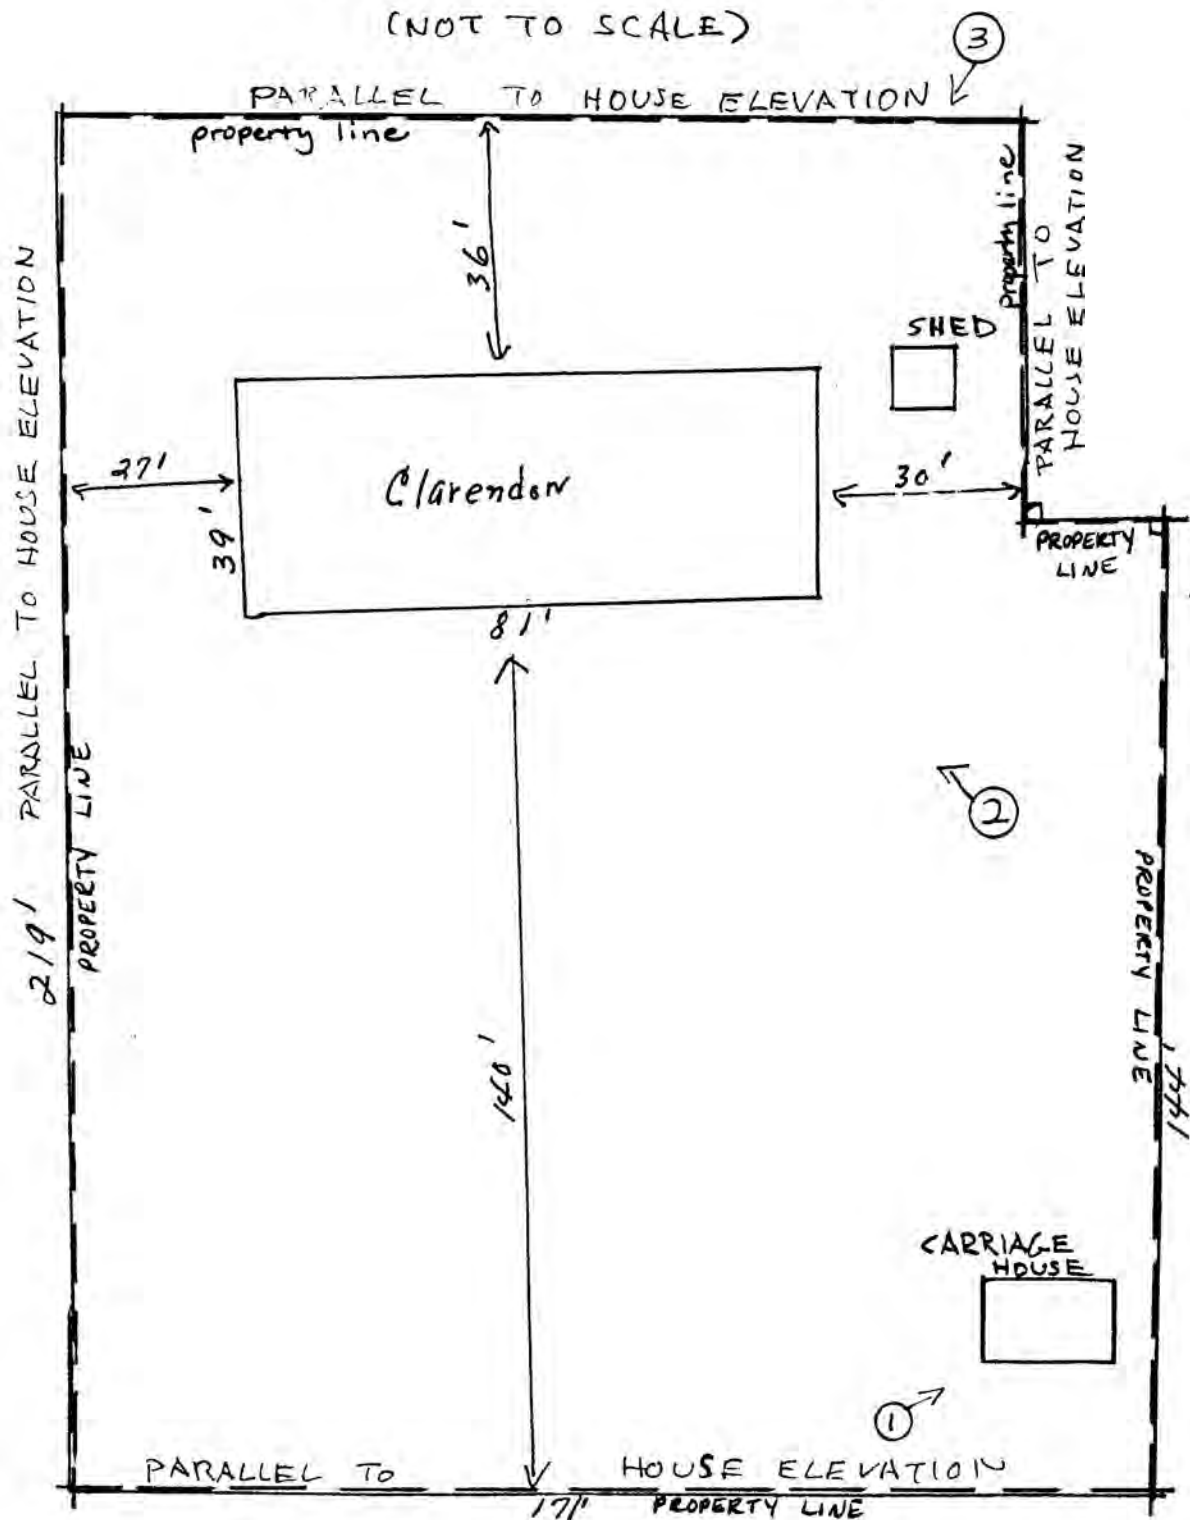 (NOT TO SCALE)
3
PARALLEL TO HOUSE ELEVATION
property line
property line
PARALLEL TO
HOUSE ELEVATION
36'
SHED
27'
39'
Clarendon
30'
81'
PROPERTY
LINE
219' PARALLEL TO HOUSE ELEVATION
PROPERTY LINE
2
PROPERTY LINE
144'
140'
CARRIAGE
HOUSE
1
PARALLEL TO HOUSE ELEVATION
171' PROPERTY LINE